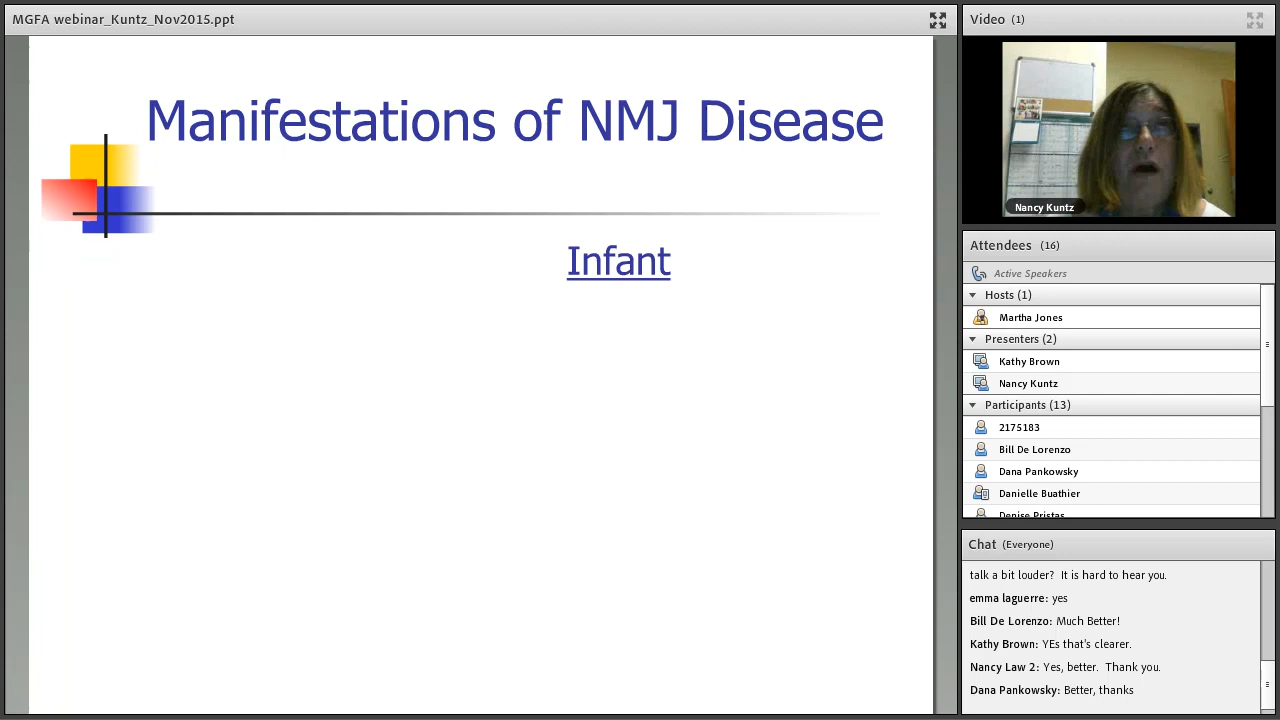 MGFA webinar_Kuntz_Nov2015.ppt
Manifestations of NMJ Disease
Infant
Video (1)
Nancy Kuntz
Attendees (16)
Active Speakers
Hosts (1)
Martha Jones
Presenters (2)
Kathy Brown
Nancy Kuntz
Participants (13)
2175183
Bill De Lorenzo
Dana Pankowsky
Danielle Buathier
Denise Pristas
Chat (Everyone)
talk a bit louder? It is hard to hear you.
emma laguerre: yes
Bill De Lorenzo: Much Better!
Kathy Brown: YEs that's clearer.
Nancy Law 2: Yes, better. Thank you.
Dana Pankowsky: Better, thanks